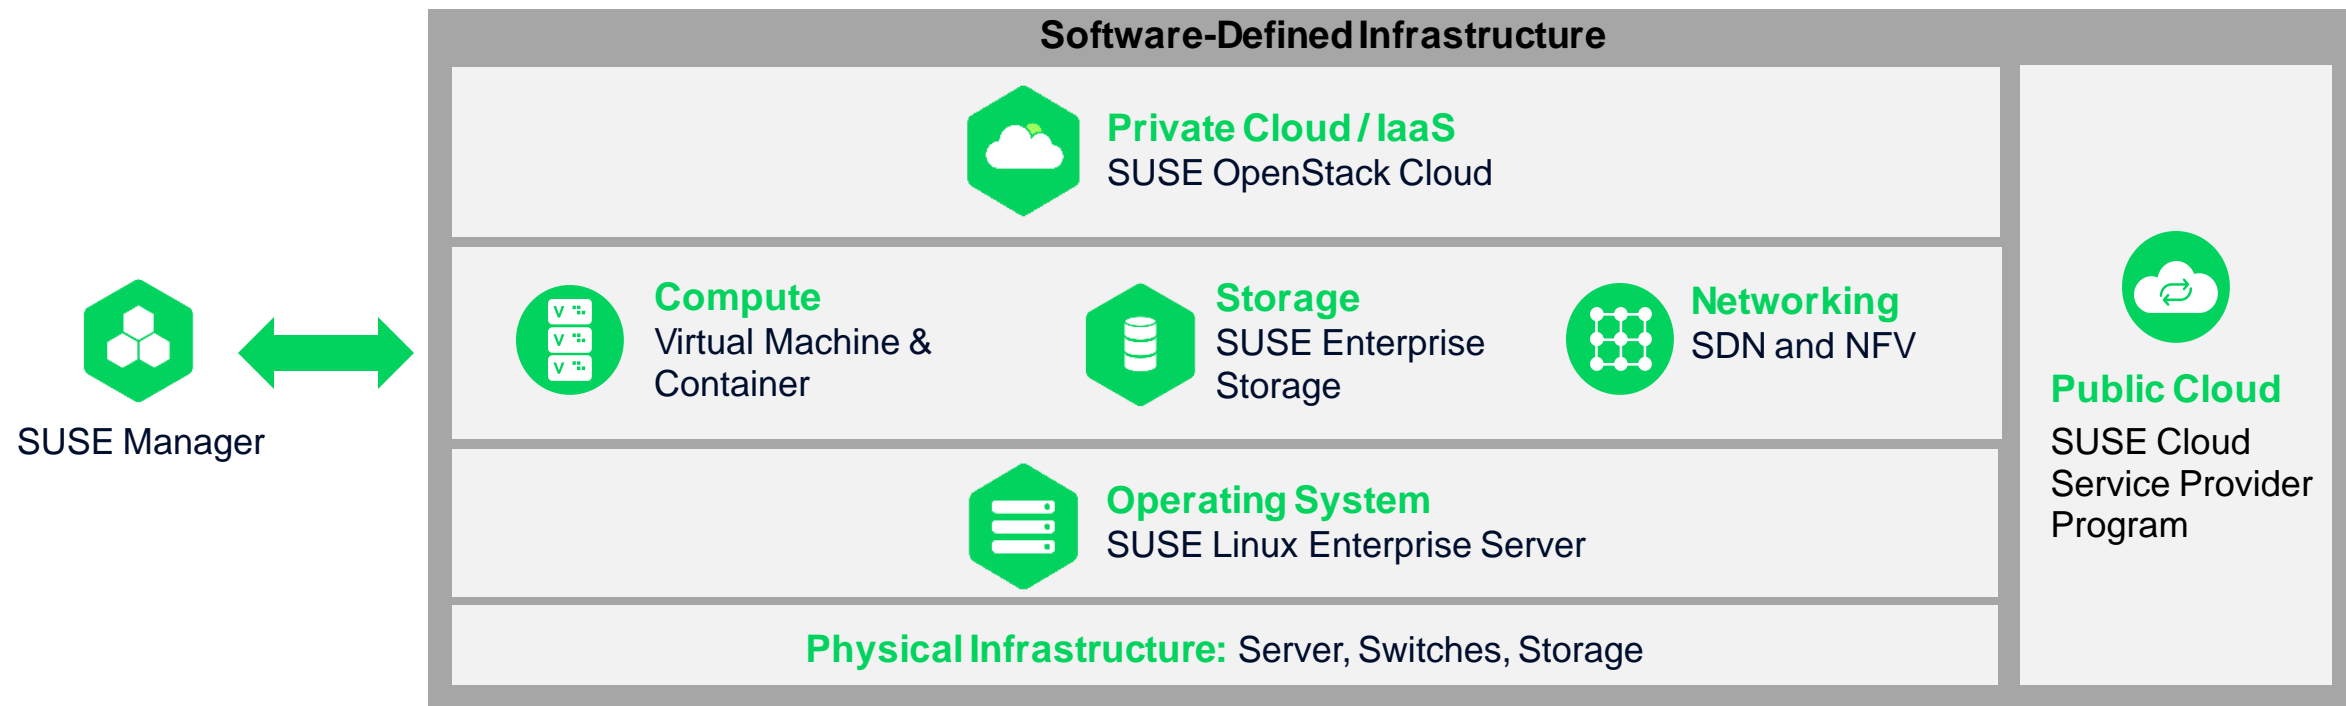 Software-Defined Infrastructure
Private Cloud / IaaS
SUSE OpenStack Cloud
Compute
Virtual Machine &
Container
Storage
SUSE Enterprise
Storage
Networking
SDN and NFV
Operating System
SUSE Linux Enterprise Server
Physical Infrastructure: Server, Switches, Storage
Public Cloud
SUSE Cloud
Service Provider
Program
SUSE Manager
V
V
V